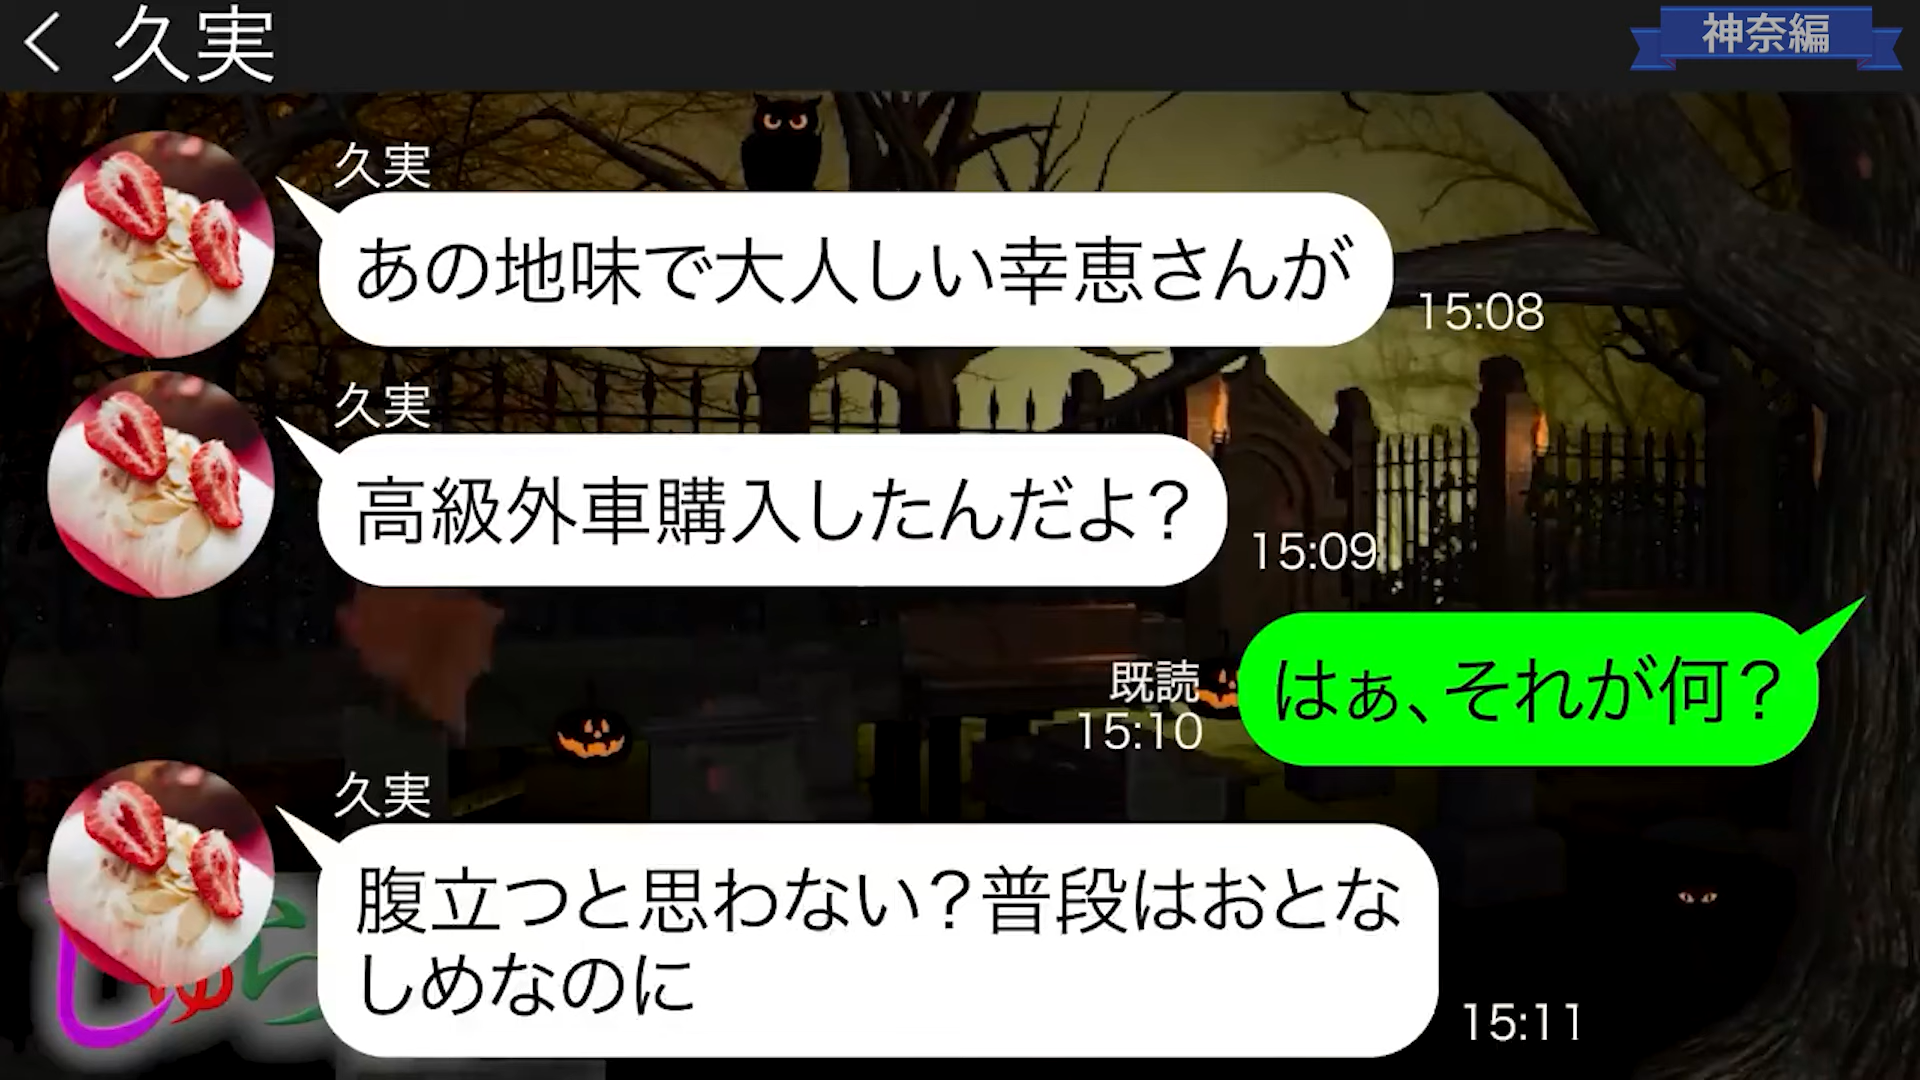 久実
神奈編
久実
あの地味で大人しい幸恵さんが
15:08
久実
高級外車購入したんだよ？
15:09
はぁ、それが何？
既読
15:10
久実
腹立つと思わない？普段はおとな
しめなのに
15:11